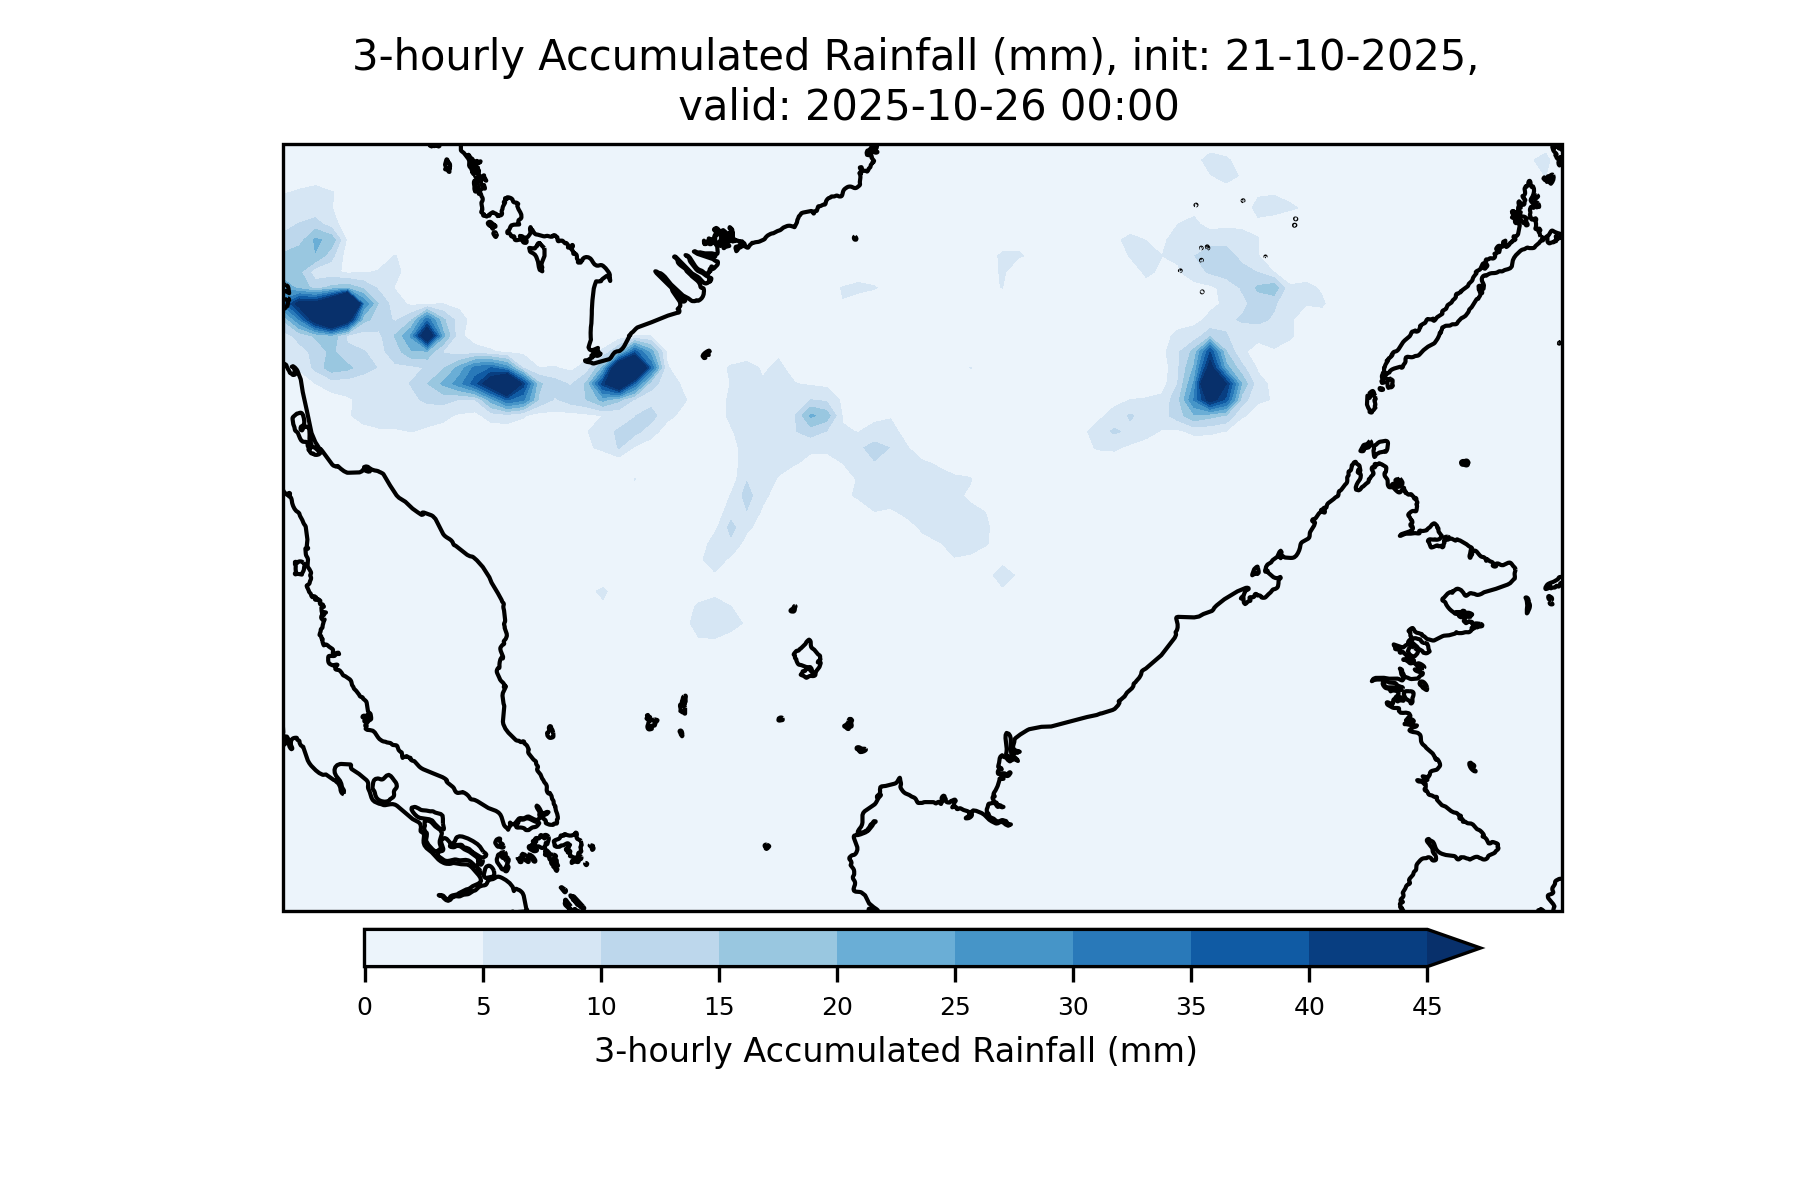 3-hourly Accumulated Rainfall (mm), init: 21-10-2025,
valid: 2025-10-26 00:00
0 5 10 15 20 25 30 35 40 45
3-hourly Accumulated Rainfall (mm)